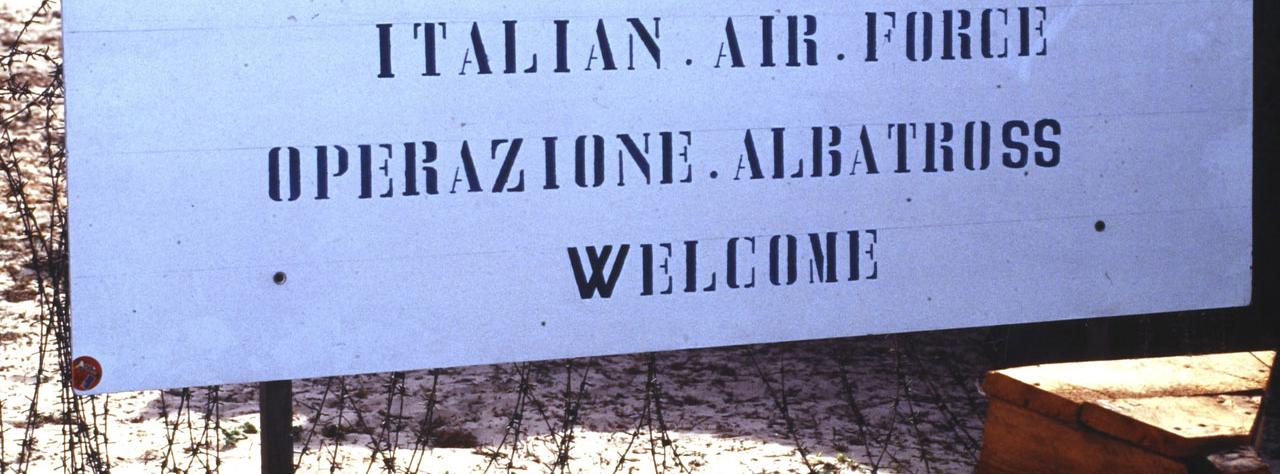 ITALIAN . AIR . FORCE
OPERAZIONE . ALBATROSS
WELCOME